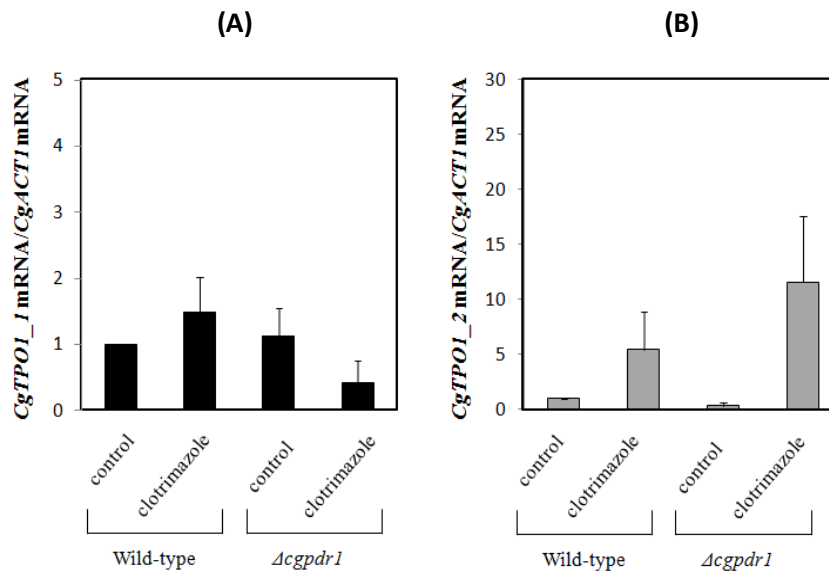 (A)
CgTPO1_1 mRNA/CgACT1 mRNA
5
4
3
2
1
0
control
clotrimazole
control
clotrimazole
Wild-type
Δcgpdr1
(B)
CgTPO1_2 mRNA/CgACT1 mRNA
30
25
20
15
10
5
0
control
clotrimazole
control
clotrimazole
Wild-type
Δcgpdr1